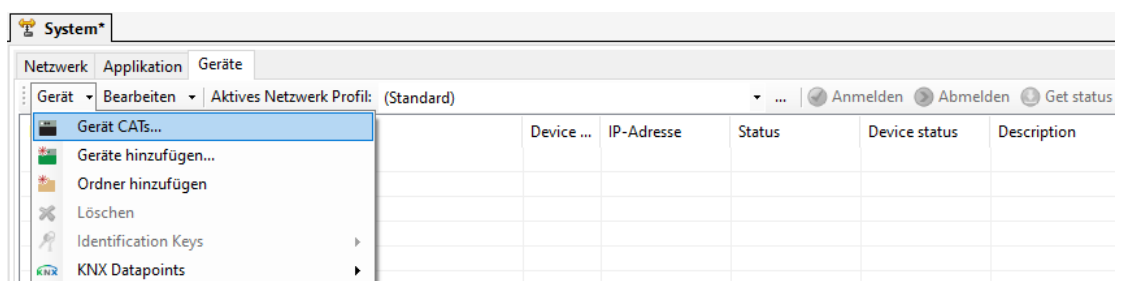 System*
Netzwerk Applikation Geräte
Gerät Bearbeiten Aktives Netzwerk Profil: (Standard) ... Anmelden Abmelden Get status
Gerät CATs... Device ... IP-Adresse Status Device status Description
Geräte hinzufügen...
Ordner hinzufügen
Löschen
Identification Keys
KNX KNX Datapoints